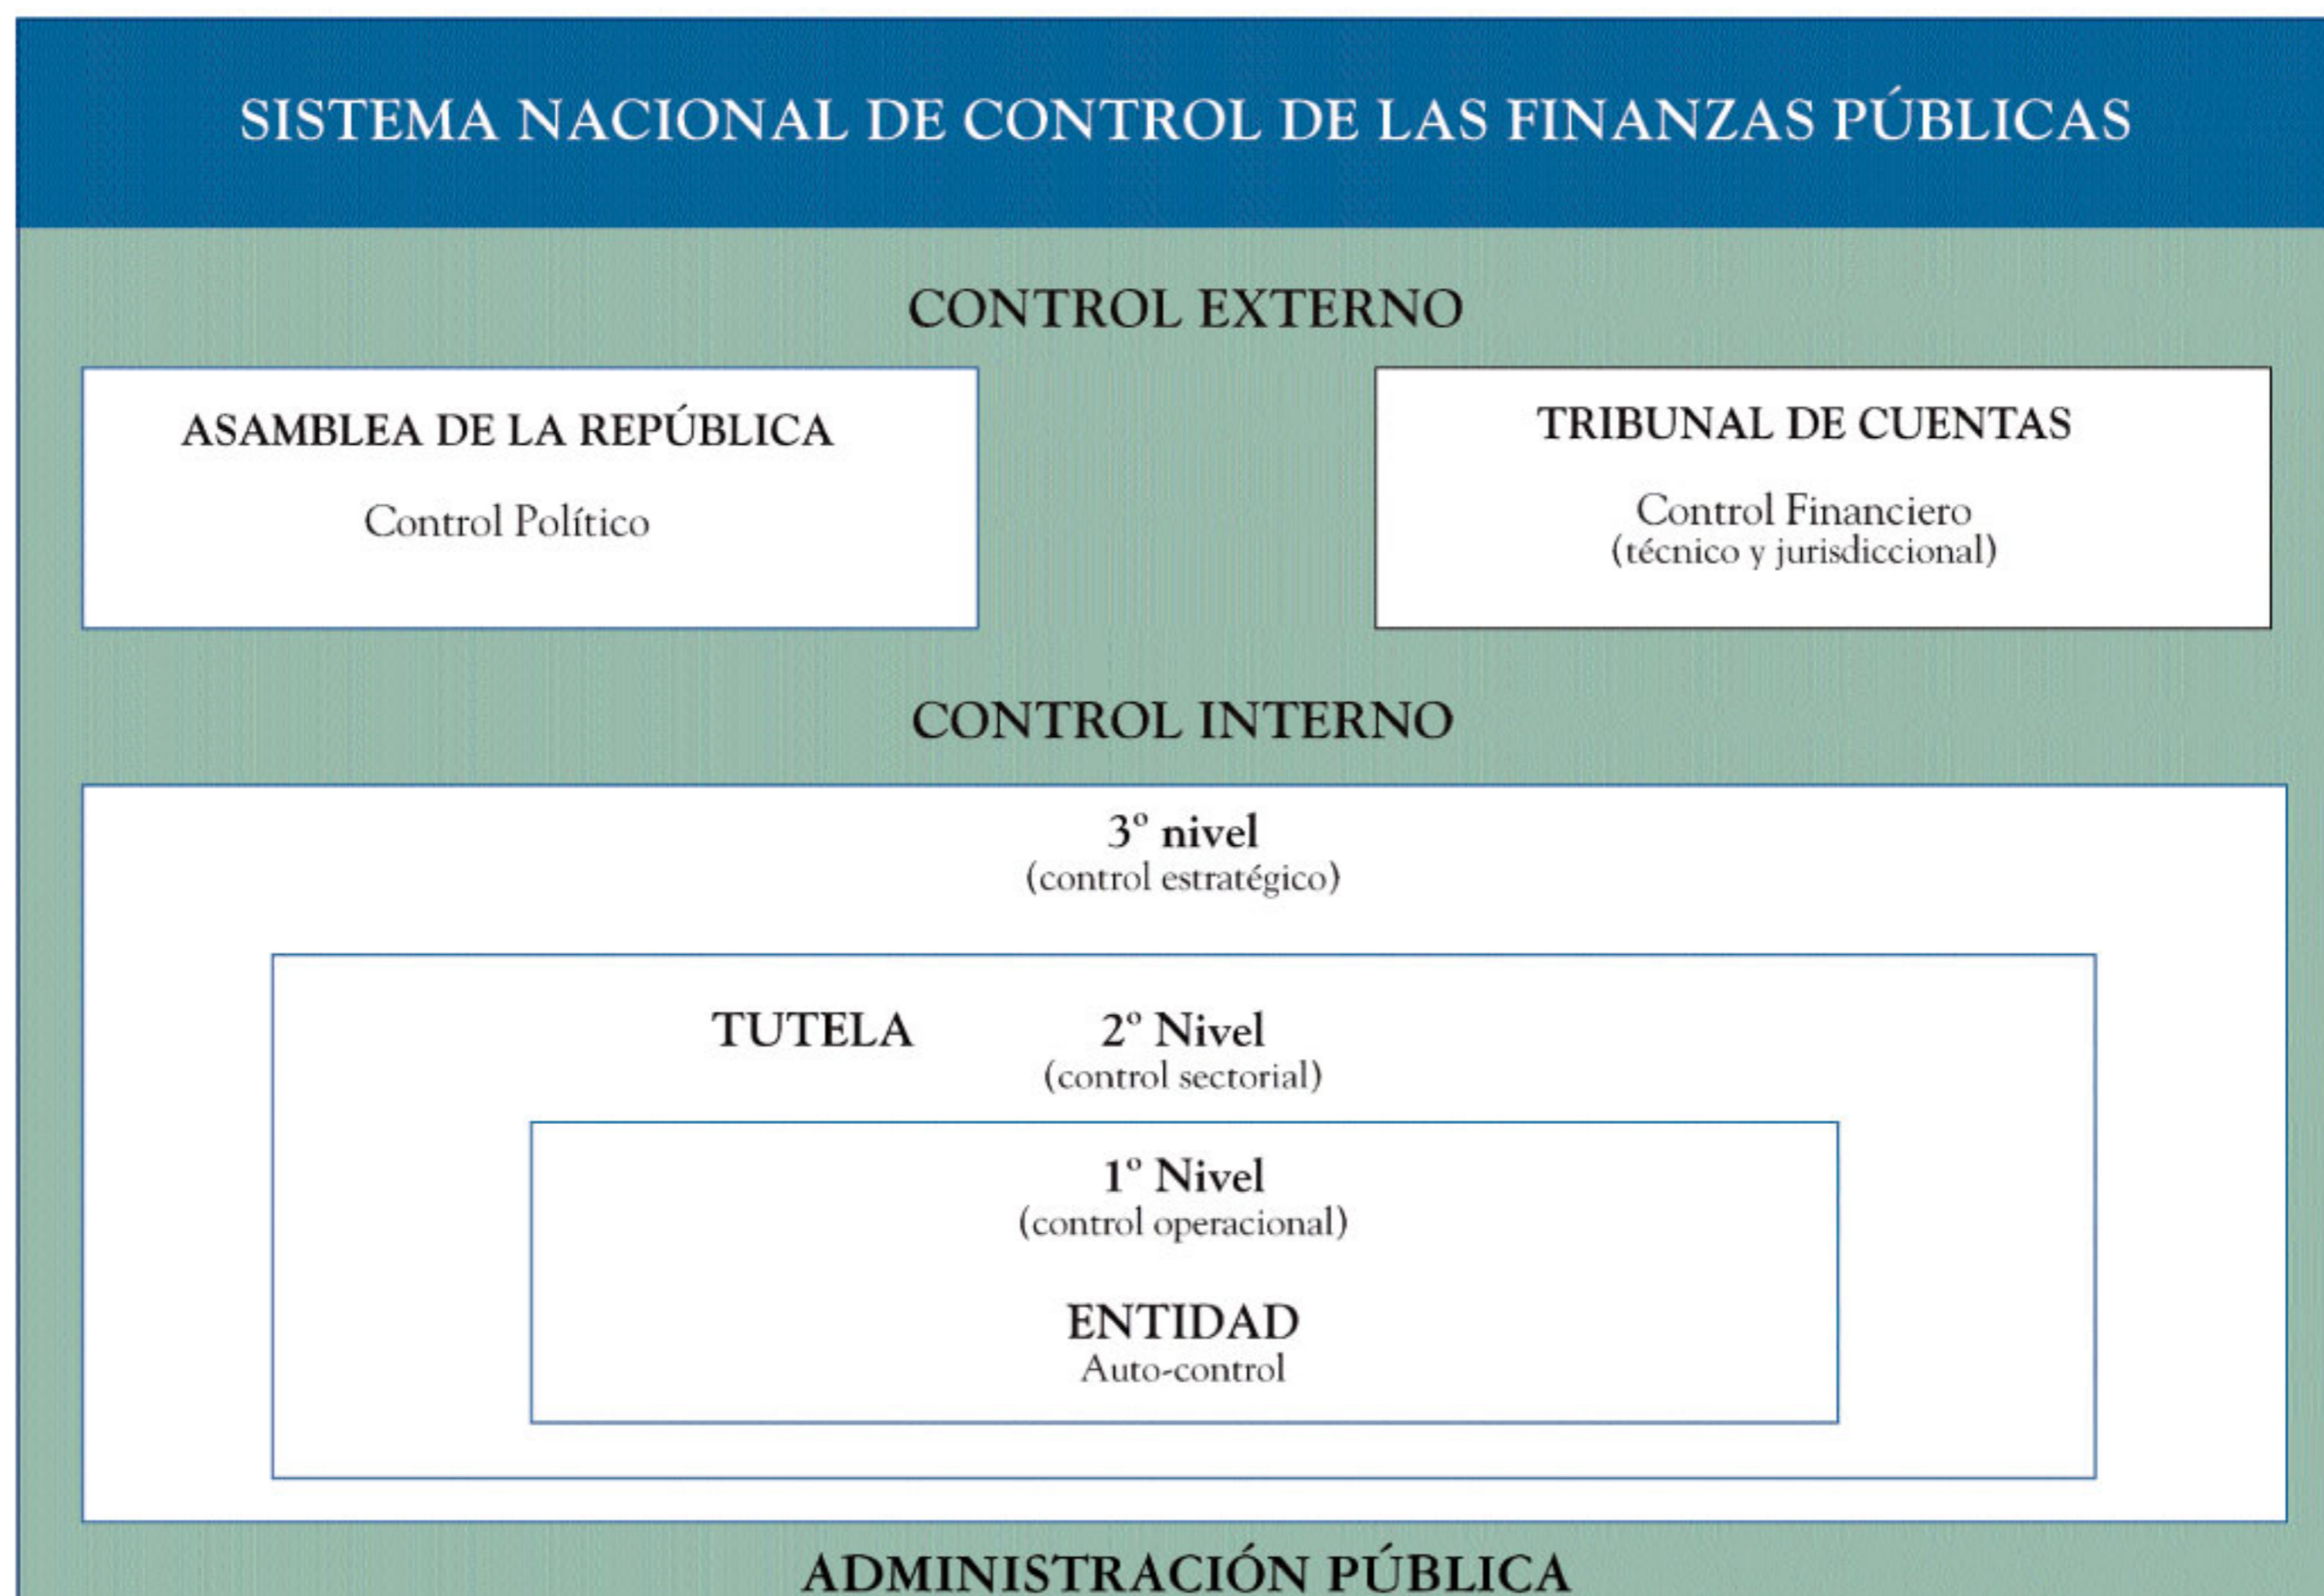 SISTEMA NACIONAL DE CONTROL DE LAS FINANZAS PÚBLICAS
CONTROL EXTERNO
ASAMBLEA DE LA REPÚBLICA
Control Político
TRIBUNAL DE CUENTAS
Control Financiero
(técnico y jurisdiccional)
CONTROL INTERNO
3º nivel
(control estratégico)
TUTELA 2º Nivel
(control sectorial)
1º Nivel
(control operacional)
ENTIDAD
Auto-control
ADMINISTRACIÓN PÚBLICA